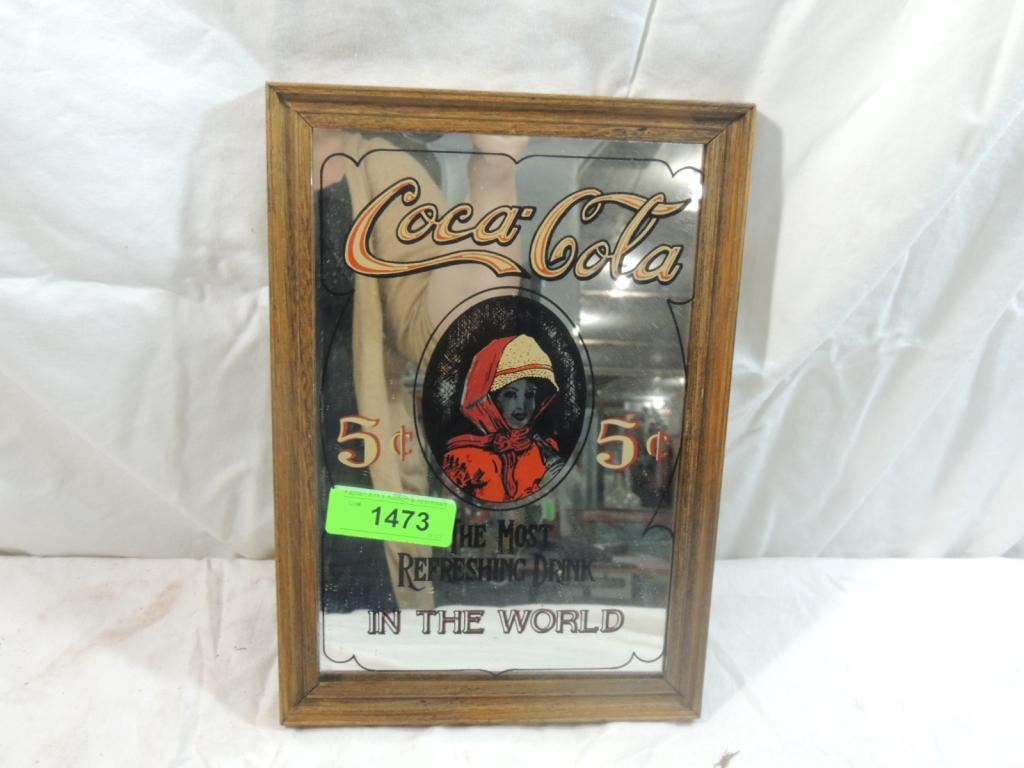 Coca-Cola
5¢ 5¢
1473
THE MOST
REFRESHING DRINK
IN THE WORLD